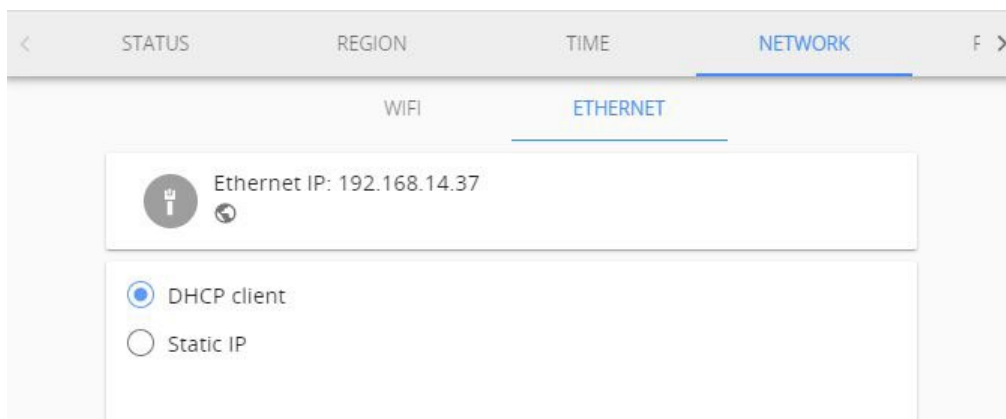 STATUS REGION TIME NETWORK
WIFI ETHERNET
Ethernet IP: 192.168.14.37
DHCP client
Static IP